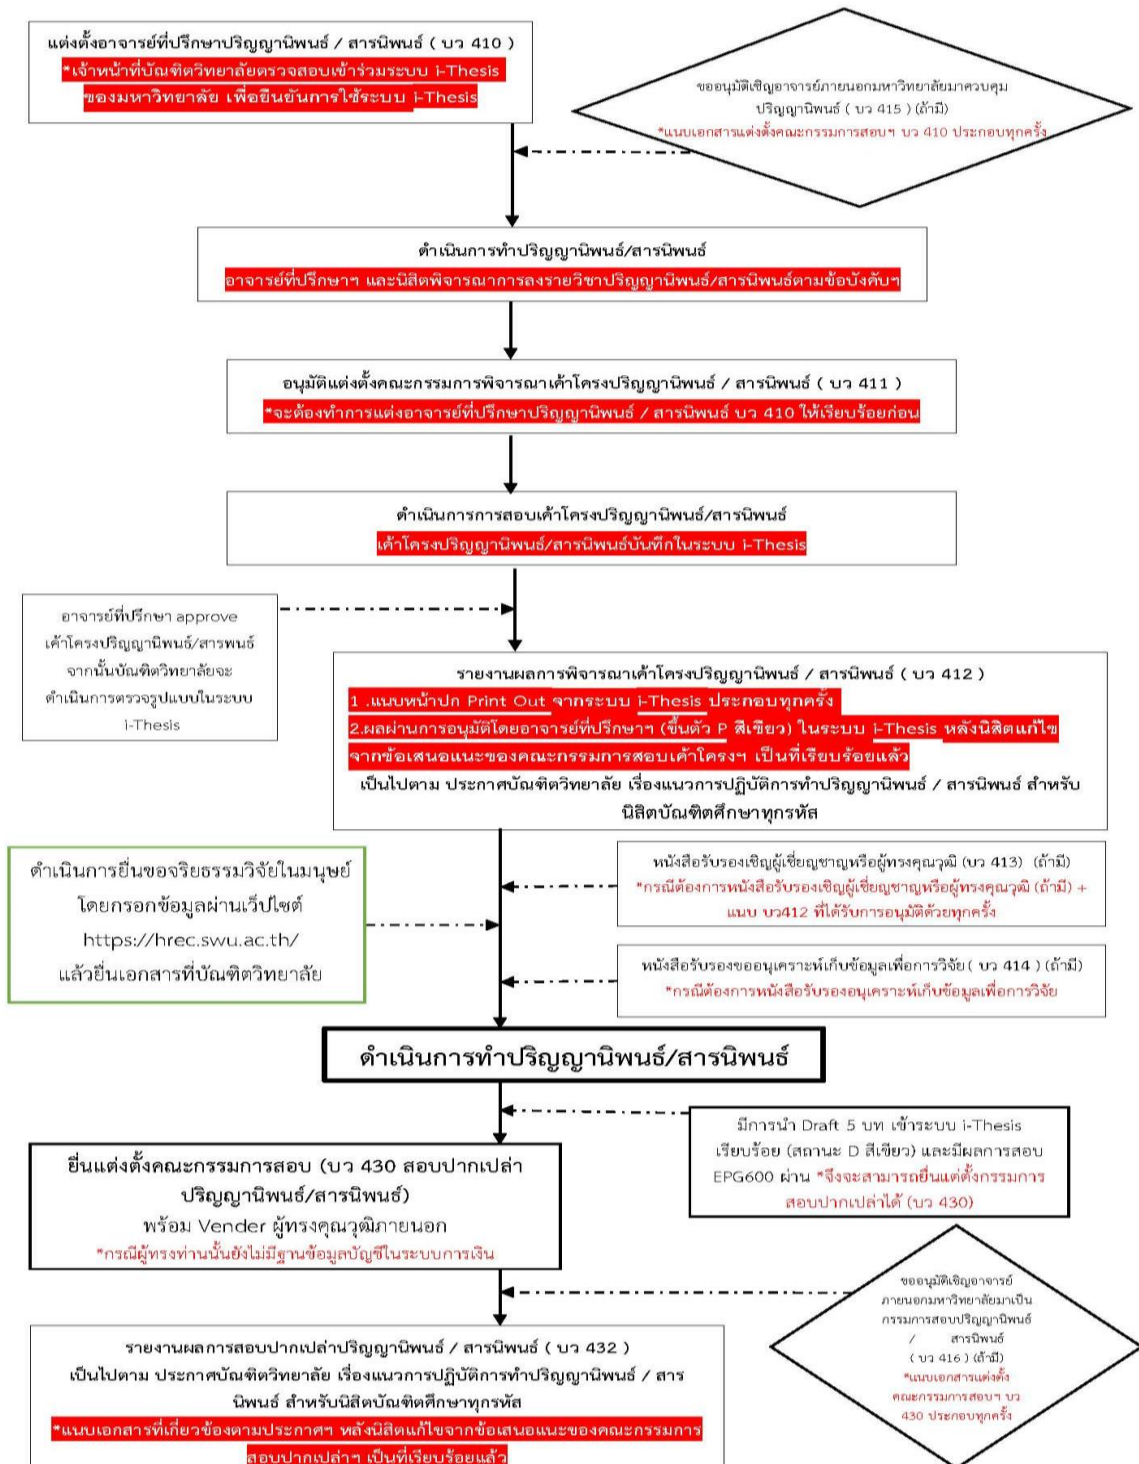 แต่งตั้งอาจารย์ที่ปรึกษาปริญญานิพนธ์ / สารนิพนธ์ ( บว 410 )
*เจ้าหน้าที่บัณฑิตวิทยาลัยตรวจสอบเข้าร่วมระบบ i-Thesis
ของมหาวิทยาลัย เพื่อยืนยันการใช้ระบบ i-Thesis
ขออนุมัติเชิญอาจารย์ภายนอกมหาวิทยาลัยมาควบคุม
ปริญญานิพนธ์ ( บว 415 ) (ถ้ามี)
*แนบเอกสารแต่งตั้งคณะกรรมการสอบฯ บว 410 ประกอบทุกครั้ง
ดำเนินการทำปริญญานิพนธ์/สารนิพนธ์
อาจารย์ที่ปรึกษาฯ และนิสิตพิจารณาการลงรายวิชาปริญญานิพนธ์/สารนิพนธ์ตามข้อบังคับฯ
อนุมัติแต่งตั้งคณะกรรมการพิจารณาเค้าโครงปริญญานิพนธ์ / สารนิพนธ์ ( บว 411 )
*จะต้องทำการแต่งอาจารย์ที่ปรึกษาปริญญานิพนธ์ / สารนิพนธ์ บว 410 ให้เรียบร้อยก่อน
ดำเนินการการสอบเค้าโครงปริญญานิพนธ์/สารนิพนธ์
เค้าโครงปริญญานิพนธ์/สารนิพนธ์บันทึกในระบบ i-Thesis
อาจารย์ที่ปรึกษา approve
เค้าโครงปริญญานิพนธ์/สารพนธ์
จากนั้นบัณฑิตวิทยาลัยจะ
ดำเนินการตรวจรูปแบบในระบบ
i-Thesis
รายงานผลการพิจารณาเค้าโครงปริญญานิพนธ์ / สารนิพนธ์ ( บว 412 )
1 .แนบหน้าปก Print Out จากระบบ i-Thesis ประกอบทุกครั้ง
2.ผลผ่านการอนุมัติโดยอาจารย์ที่ปรึกษาฯ (ขึ้นตัว P สีเขียว) ในระบบ i-Thesis หลังนิสิตแก้ไข
จากข้อเสนอแนะของคณะกรรมการสอบเค้าโครงฯ เป็นที่เรียบร้อยแล้ว
เป็นไปตาม ประกาศบัณฑิตวิทยาลัย เรื่องแนวการปฏิบัติการทำปริญญานิพนธ์ / สารนิพนธ์ สำหรับ
นิสิตบัณฑิตศึกษาทุกรหัส
ดำเนินการยื่นขอจริยธรรมวิจัยในมนุษย์
โดยกรอกข้อมูลผ่านเว็ปไซต์
https://hrec.swu.ac.th/
แล้วยื่นเอกสารที่บัณฑิตวิทยาลัย
หนังสือรับรองเชิญผู้เชี่ยญชาญหรือผู้ทรงคุณวุฒิ (บว 413) (ถ้ามี)
*กรณีต้องการหนังสือรับรองเชิญผู้เชี่ยญชาญหรือผู้ทรงคุณวุฒิ (ถ้ามี) +
แนบ บว412 ที่ได้รับการอนุมัติด้วยทุกครั้ง
หนังสือรับรองขออนุเคราะห์เก็บข้อมูลเพื่อการวิจัย ( บว 414 ) (ถ้ามี)
*กรณีต้องการหนังสือรับรองอนุเคราะห์เก็บข้อมูลเพื่อการวิจัย
ดำเนินการทำปริญญานิพนธ์/สารนิพนธ์
มีการนำ Draft 5 บท เข้าระบบ i-Thesis
เรียบร้อย (สถานะ D สีเขียว) และมีผลการสอบ
EPG600 ผ่าน *จึงจะสามารถยื่นแต่ตั้งกรรมการ
สอบปากเปล่าได้ (บว 430)
ยื่นแต่งตั้งคณะกรรมการสอบ (บว 430 สอบปากเปล่า
ปริญญานิพนธ์/สารนิพนธ์)
พร้อม Vender ผู้ทรงคุณวุฒิภายนอก
*กรณีผู้ทรงท่านนั้นยังไม่มีฐานข้อมูลบัญชีในระบบการเงิน
ขออนุมัติเชิญอาจารย์
ภายนอกมหาวิทยาลัยมาเป็น
กรรมการสอบปริญญานิพนธ์
/ สารนิพนธ์
( บว 416 ) (ถ้ามี)
*แนบเอกสารแต่งตั้ง
คณะกรรมการสอบฯ บว
430 ประกอบทุกครั้ง
รายงานผลการสอบปากเปล่าปริญญานิพนธ์ / สารนิพนธ์ ( บว 432 )
เป็นไปตาม ประกาศบัณฑิตวิทยาลัย เรื่องแนวการปฏิบัติการทำปริญญานิพนธ์ / สาร
นิพนธ์ สำหรับนิสิตบัณฑิตศึกษาทุกรหัส
*แนบเอกสารที่เกี่ยวข้องตามประกาศฯ หลังนิสิตแก้ไขจากข้อเสนอแนะของคณะกรรมการ
สอบปากเปล่าฯ เป็นที่เรียบร้อยแล้ว